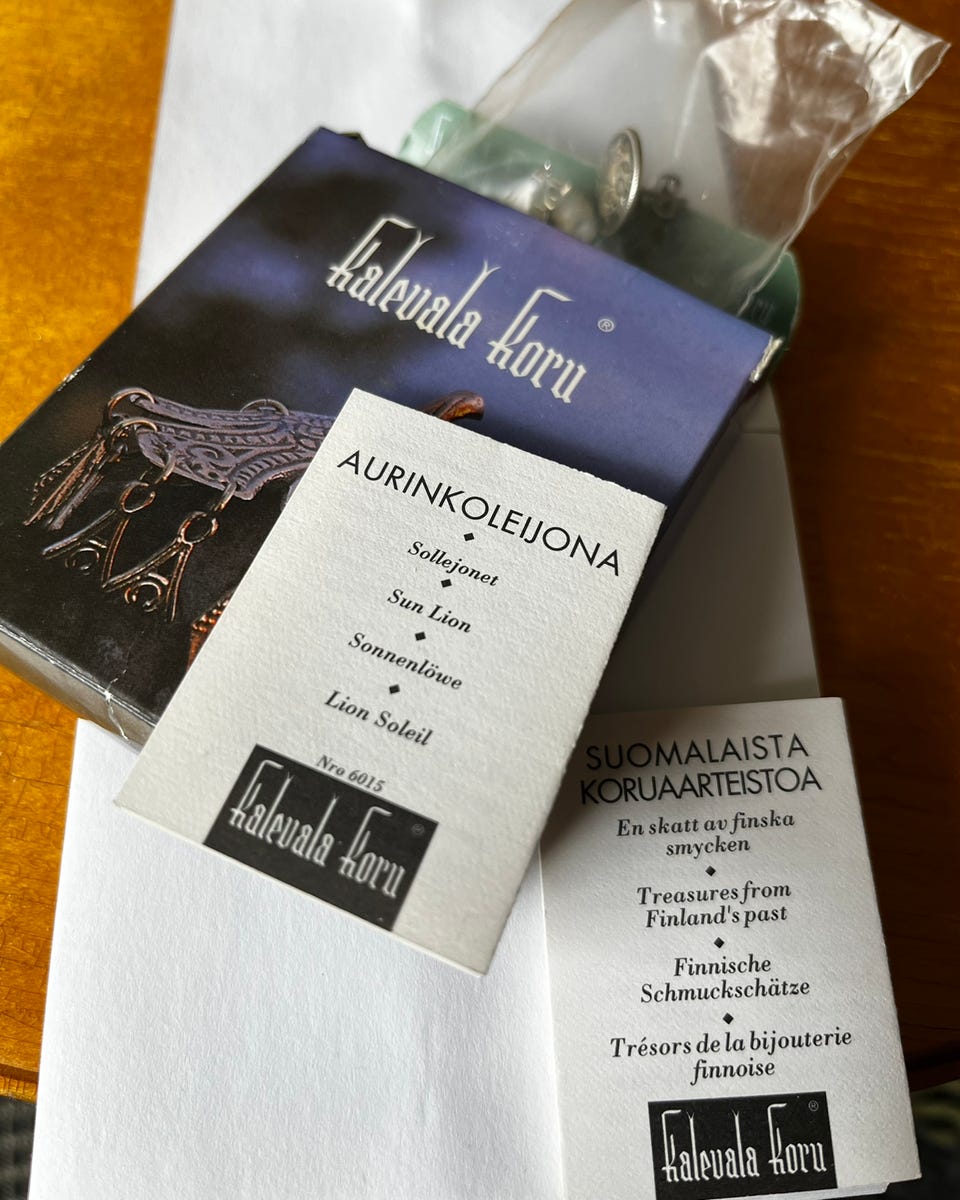 Kalevala Koru ®
AURINKOLEIJONA
◆
Sollejonet
◆
Sun Lion
◆
Sonnenlöwe
◆
Lion Soleil
Nro 6015
Kalevala Koru ®
SUOMALAISTA
KORUAARTEISTOA
En skatt av finska
smycken
◆
Treasures from
Finland's past
◆
Finnische
Schmuckschätze
◆
Trésors de la bijouterie
finnoise
Kalevala Koru ®